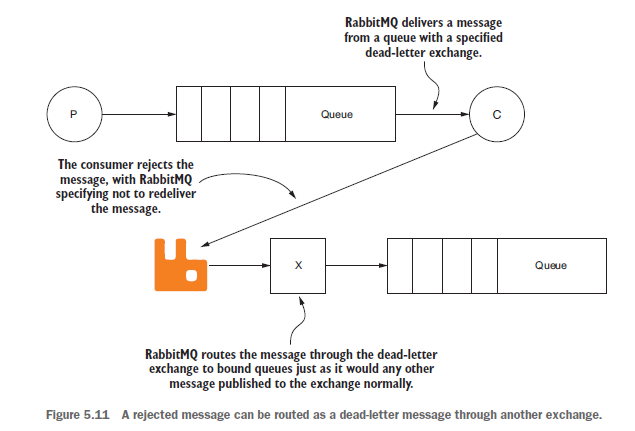 RabbitMQ delivers a message
from a queue with a specified
dead-letter exchange.
P
Queue
C
The consumer rejects the
message, with RabbitMQ
specifying not to redeliver
the message.
X
Queue
RabbitMQ routes the message through the dead-letter
exchange to bound queues just as it would any other
message published to the exchange normally.
Figure 5.11 A rejected message can be routed as a dead-letter message through another exchange.